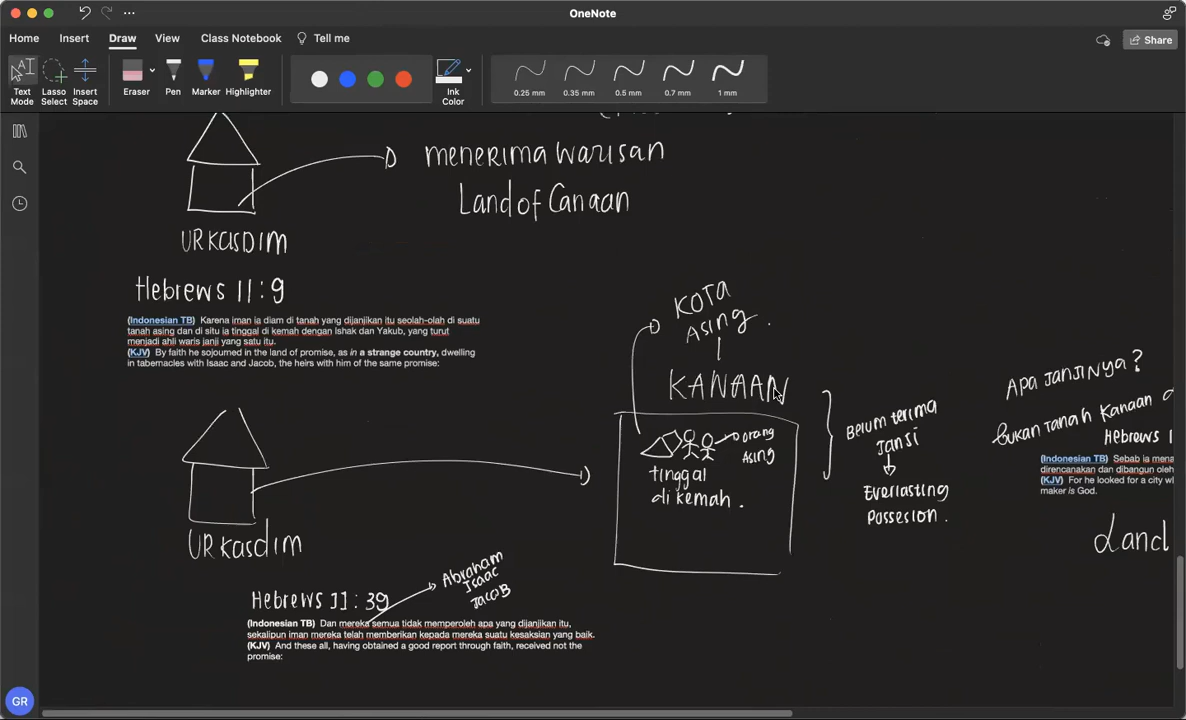 OneNote
Home Insert Draw View Class Notebook Tell me
Share
Text Mode
Lasso Select
Insert Space
Eraser
Pen
Marker
Highlighter
Ink Color
0.25 mm
0.35 mm
0.5 mm
0.7 mm
1 mm
menerima warisan
Land of Canaan
UR KASDIM
Hebrews 11:9
(Indonesian TB) Karena iman ia diam di tanah yang dijanjikan itu seolah-olah di suatu
tanah asing dan di situ ia tinggal di kemah dengan Ishak dan Yakub, yang turut
menjadi ahli waris janji yang satu itu.
(KJV) By faith he sojourned in the land of promise, as in a strange country, dwelling
in tabernacles with Isaac and Jacob, the heirs with him of the same promise:
KOTA
Asing.
KANAAN
orang
Asing
tinggal
di kemah.
Belum terima
Janji
Everlasting
Possesion.
Apa janjinya?
Bukan tanah Kanaan
Hebrews 1
(Indonesian TB) Sebab ia mena
direncanakan dan dibangun oleh
(KJV) For he looked for a city w
maker is God.
Land
UR Kasdim
Abraham
Isaac
Jacob
Hebrews 11:39
(Indonesian TB) Dan mereka semua tidak memperoleh apa yang dijanjikan itu,
sekalipun iman mereka telah memberikan kepada mereka suatu kesaksian yang baik.
(KJV) And these all, having obtained a good report through faith, received not the
promise:
GR